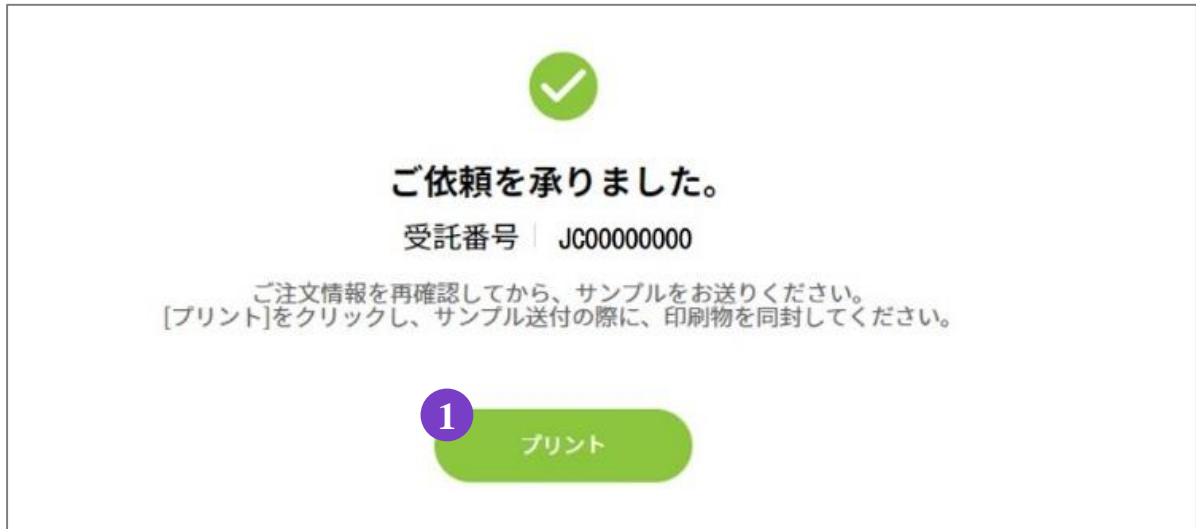 ご依頼を承りました。
受託番号 JC00000000
ご注文情報を再確認してから、サンプルをお送りください。
[プリント]をクリックし、サンプル送付の際に、印刷物を同封してください。
1
プリント